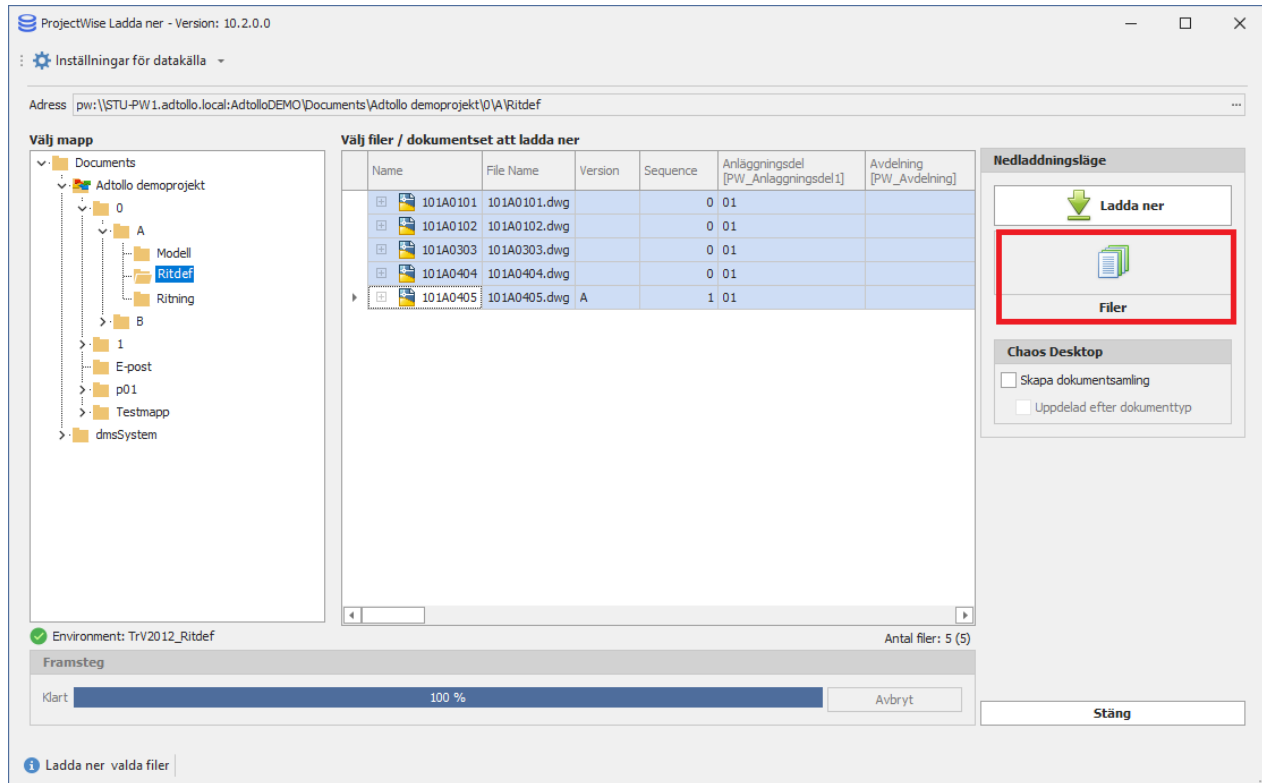 ProjectWise Ladda ner - Version: 10.2.0.0
Inställningar för datakälla
Adress pw:\\STU-PW1.adtollo.local:AdtolloDEMO\Documents\Adtollo demoprojekt\0\A\Ritdef ...
Välj mapp
Documents
Adtollo demoprojekt
0
A
Modell
Ritdef
Ritning
B
1
E-post
p01
Testmapp
dmsSystem
Environment: TrV2012_Ritdef
Välj filer / dokumentset att ladda ner
Name File Name Version Sequence Anläggningsdel [PW_Anlaggningsdel1] Avdelning [PW_Avdelning]
101A0101 101A0101.dwg 0 01
101A0102 101A0102.dwg 0 01
101A0303 101A0303.dwg 0 01
101A0404 101A0404.dwg 0 01
101A0405 101A0405.dwg A 1 01
Antal filer: 5 (5)
Nedladdningsläge
Ladda ner
Filer
Chaos Desktop
Skapa dokumentsamling
Uppdelad efter dokumenttyp
Framsteg
Klart 100 % Avbryt
Stäng
Ladda ner valda filer